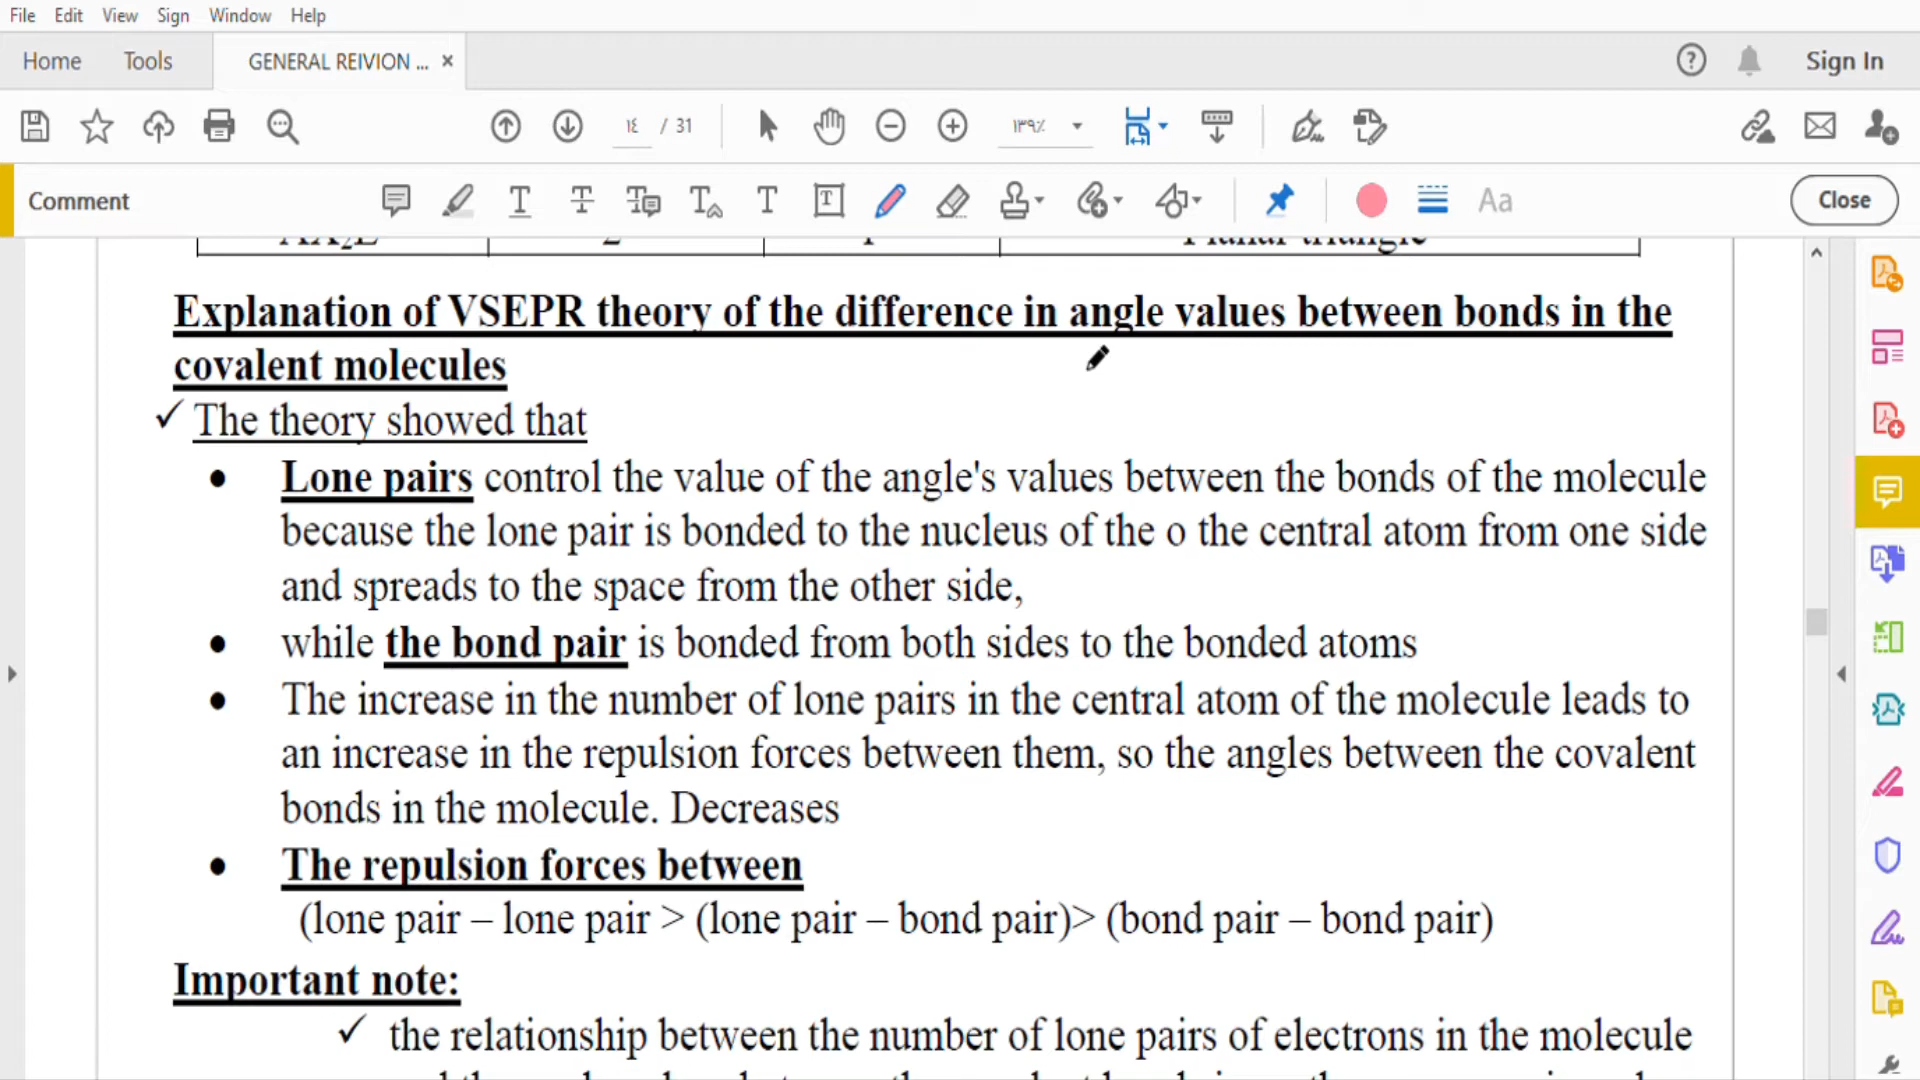 File Edit View Sign Window Help
Home Tools GENERAL REIVION ... × Sign In
١٤ / 31 ١٣٩٪
Comment Aa Close
AX₂E 2 1 Planar triangle
Explanation of VSEPR theory of the difference in angle values between bonds in the
covalent molecules
✓ The theory showed that
• Lone pairs control the value of the angle's values between the bonds of the molecule
because the lone pair is bonded to the nucleus of the o the central atom from one side
and spreads to the space from the other side,
• while the bond pair is bonded from both sides to the bonded atoms
• The increase in the number of lone pairs in the central atom of the molecule leads to
an increase in the repulsion forces between them, so the angles between the covalent
bonds in the molecule. Decreases
• The repulsion forces between
(lone pair – lone pair > (lone pair – bond pair)> (bond pair – bond pair)
Important note:
✓ the relationship between the number of lone pairs of electrons in the molecule